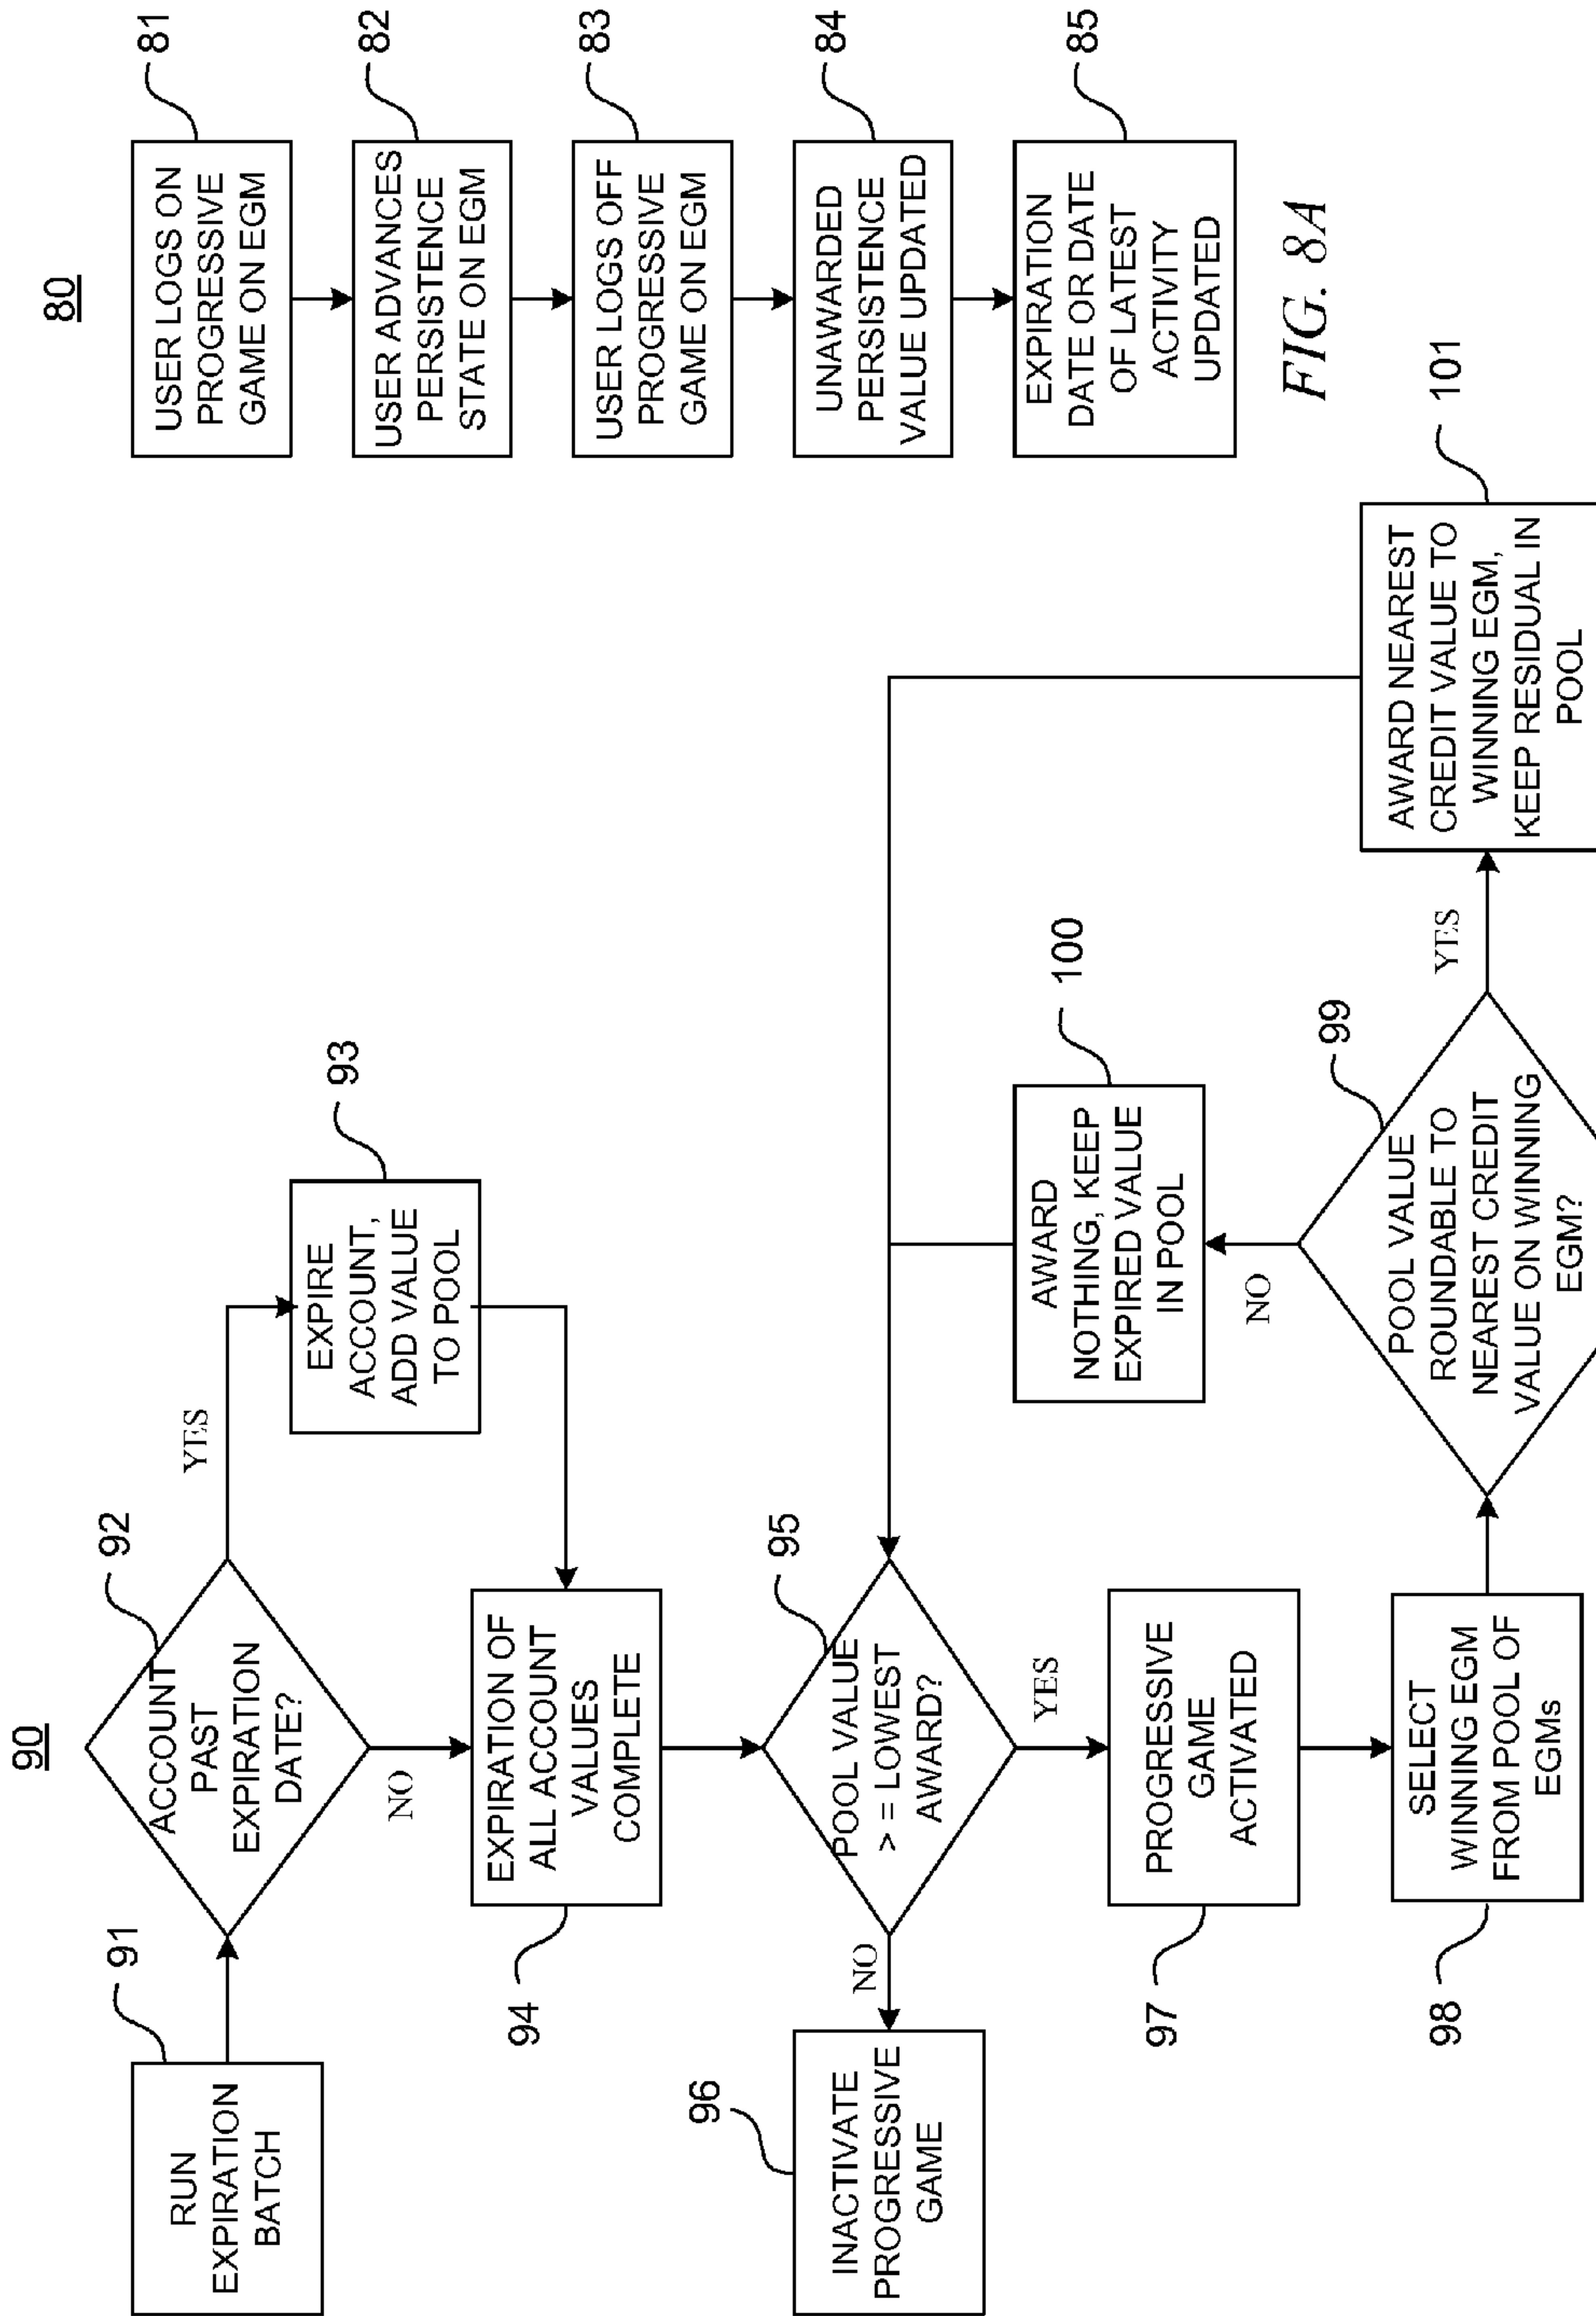 80
USER LOGS ON
PROGRESSIVE
GAME ON EGM
81
USER ADVANCES
PERSISTENCE
STATE ON EGM
82
USER LOGS OFF
PROGRESSIVE
GAME ON EGM
83
UNAWARDED
PERSISTENCE
VALUE UPDATED
84
EXPIRATION
DATE OR DATE
OF LATEST
ACTIVITY
UPDATED
85
FIG. 8A
90
RUN
EXPIRATION
BATCH
91
ACCOUNT
PAST
EXPIRATION
DATE?
92
YES
NO
EXPIRE
ACCOUNT,
ADD VALUE
TO POOL
93
EXPIRATION OF
ALL ACCOUNT
VALUES
COMPLETE
94
POOL VALUE
> = LOWEST
AWARD?
95
NO
YES
INACTIVATE
PROGRESSIVE
GAME
96
PROGRESSIVE
GAME
ACTIVATED
97
SELECT
WINNING EGM
FROM POOL OF
EGMs
98
POOL VALUE
ROUNDABLE TO
NEAREST CREDIT
VALUE ON WINNING
EGM?
99
NO
YES
AWARD
NOTHING, KEEP
EXPIRED VALUE
IN POOL
100
AWARD NEAREST
CREDIT VALUE TO
WINNING EGM,
KEEP RESIDUAL IN
POOL
101